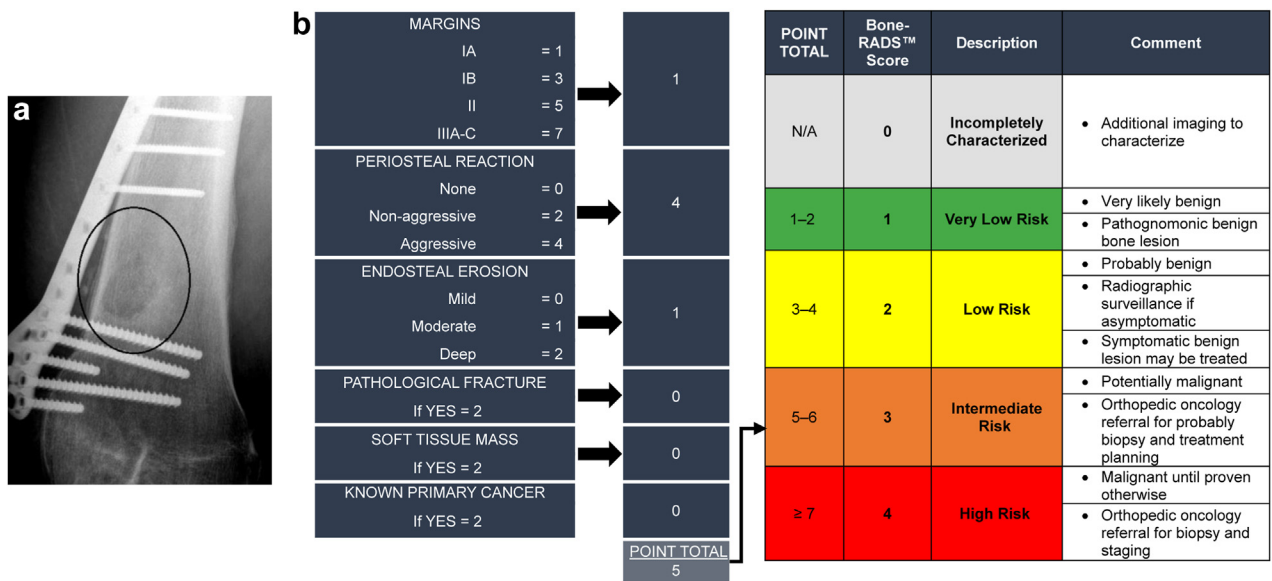 a
b
MARGINS
IA = 1
IB = 3
II = 5
IIIA-C = 7
1
PERIOSTEAL REACTION
None = 0
Non-aggressive = 2
Aggressive = 4
4
ENDOSTEAL EROSION
Mild = 0
Moderate = 1
Deep = 2
1
PATHOLOGICAL FRACTURE
If YES = 2
0
SOFT TISSUE MASS
If YES = 2
0
KNOWN PRIMARY CANCER
If YES = 2
0
POINT TOTAL
5
POINT
TOTAL
Bone-
RADS™
Score
Description
Comment
N/A
0
Incompletely
Characterized
• Additional imaging to
characterize
1–2
1
Very Low Risk
• Very likely benign
• Pathognomonic benign
bone lesion
3–4
2
Low Risk
• Probably benign
• Radiographic
surveillance if
asymptomatic
• Symptomatic benign
lesion may be treated
5–6
3
Intermediate
Risk
• Potentially malignant
• Orthopedic oncology
referral for probably
biopsy and treatment
planning
≥ 7
4
High Risk
• Malignant until proven
otherwise
• Orthopedic oncology
referral for biopsy and
staging